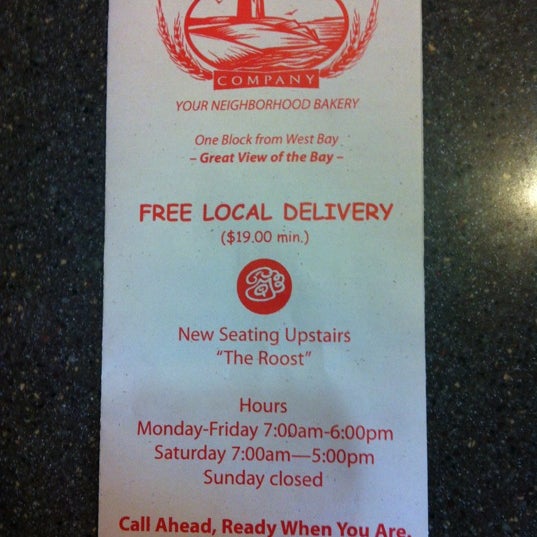 COMPANY
YOUR NEIGHBORHOOD BAKERY
One Block from West Bay
– Great View of the Bay –
FREE LOCAL DELIVERY
($19.00 min.)
New Seating Upstairs
“The Roost”
Hours
Monday-Friday 7:00am-6:00pm
Saturday 7:00am—5:00pm
Sunday closed
Call Ahead, Ready When You Are.